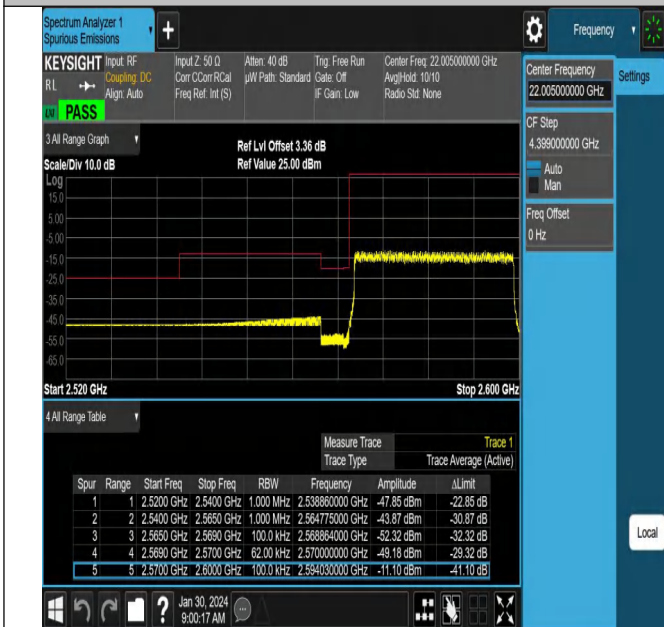 Spectrum Analyzer 1
Spurious Emissions
Frequency
KEYSIGHT Input: RF Input Z: 50 Ω Atten: 40 dB Trig: Free Run Center Freq: 22.005000000 GHz
RL Coupling: DC Corr CCorr RCal µW Path: Standard Gate: Off Avg|Hold: 10/10
Align: Auto Freq Ref: Int (S) IF Gain: Low Radio Std: None
PASS
Center Frequency
22.005000000 GHz
Settings
CF Step
4.399000000 GHz
Auto
Man
Freq Offset
0 Hz
3 All Range Graph
Ref Lvl Offset 3.36 dB
Scale/Div 10.0 dB Ref Value 25.00 dBm
Log
15.0
5.00
-5.00
-15.0
-25.0
-35.0
-45.0
-55.0
-65.0
Start 2.520 GHz Stop 2.600 GHz
4 All Range Table
Measure Trace Trace 1
Trace Type Trace Average (Active)
Spur Range Start Freq Stop Freq RBW Frequency Amplitude ΔLimit
1 1 2.5200 GHz 2.5400 GHz 1.000 MHz 2.538860000 GHz -47.85 dBm -22.85 dB
2 2 2.5400 GHz 2.5650 GHz 1.000 MHz 2.564775000 GHz -43.87 dBm -30.87 dB
3 3 2.5650 GHz 2.5690 GHz 100.0 kHz 2.568864000 GHz -52.32 dBm -32.32 dB
4 4 2.5690 GHz 2.5700 GHz 62.00 kHz 2.570000000 GHz -49.18 dBm -29.32 dB
5 5 2.5700 GHz 2.6000 GHz 100.0 kHz 2.594030000 GHz -11.10 dBm -41.10 dB
Local
Jan 30, 2024
9:00:17 AM